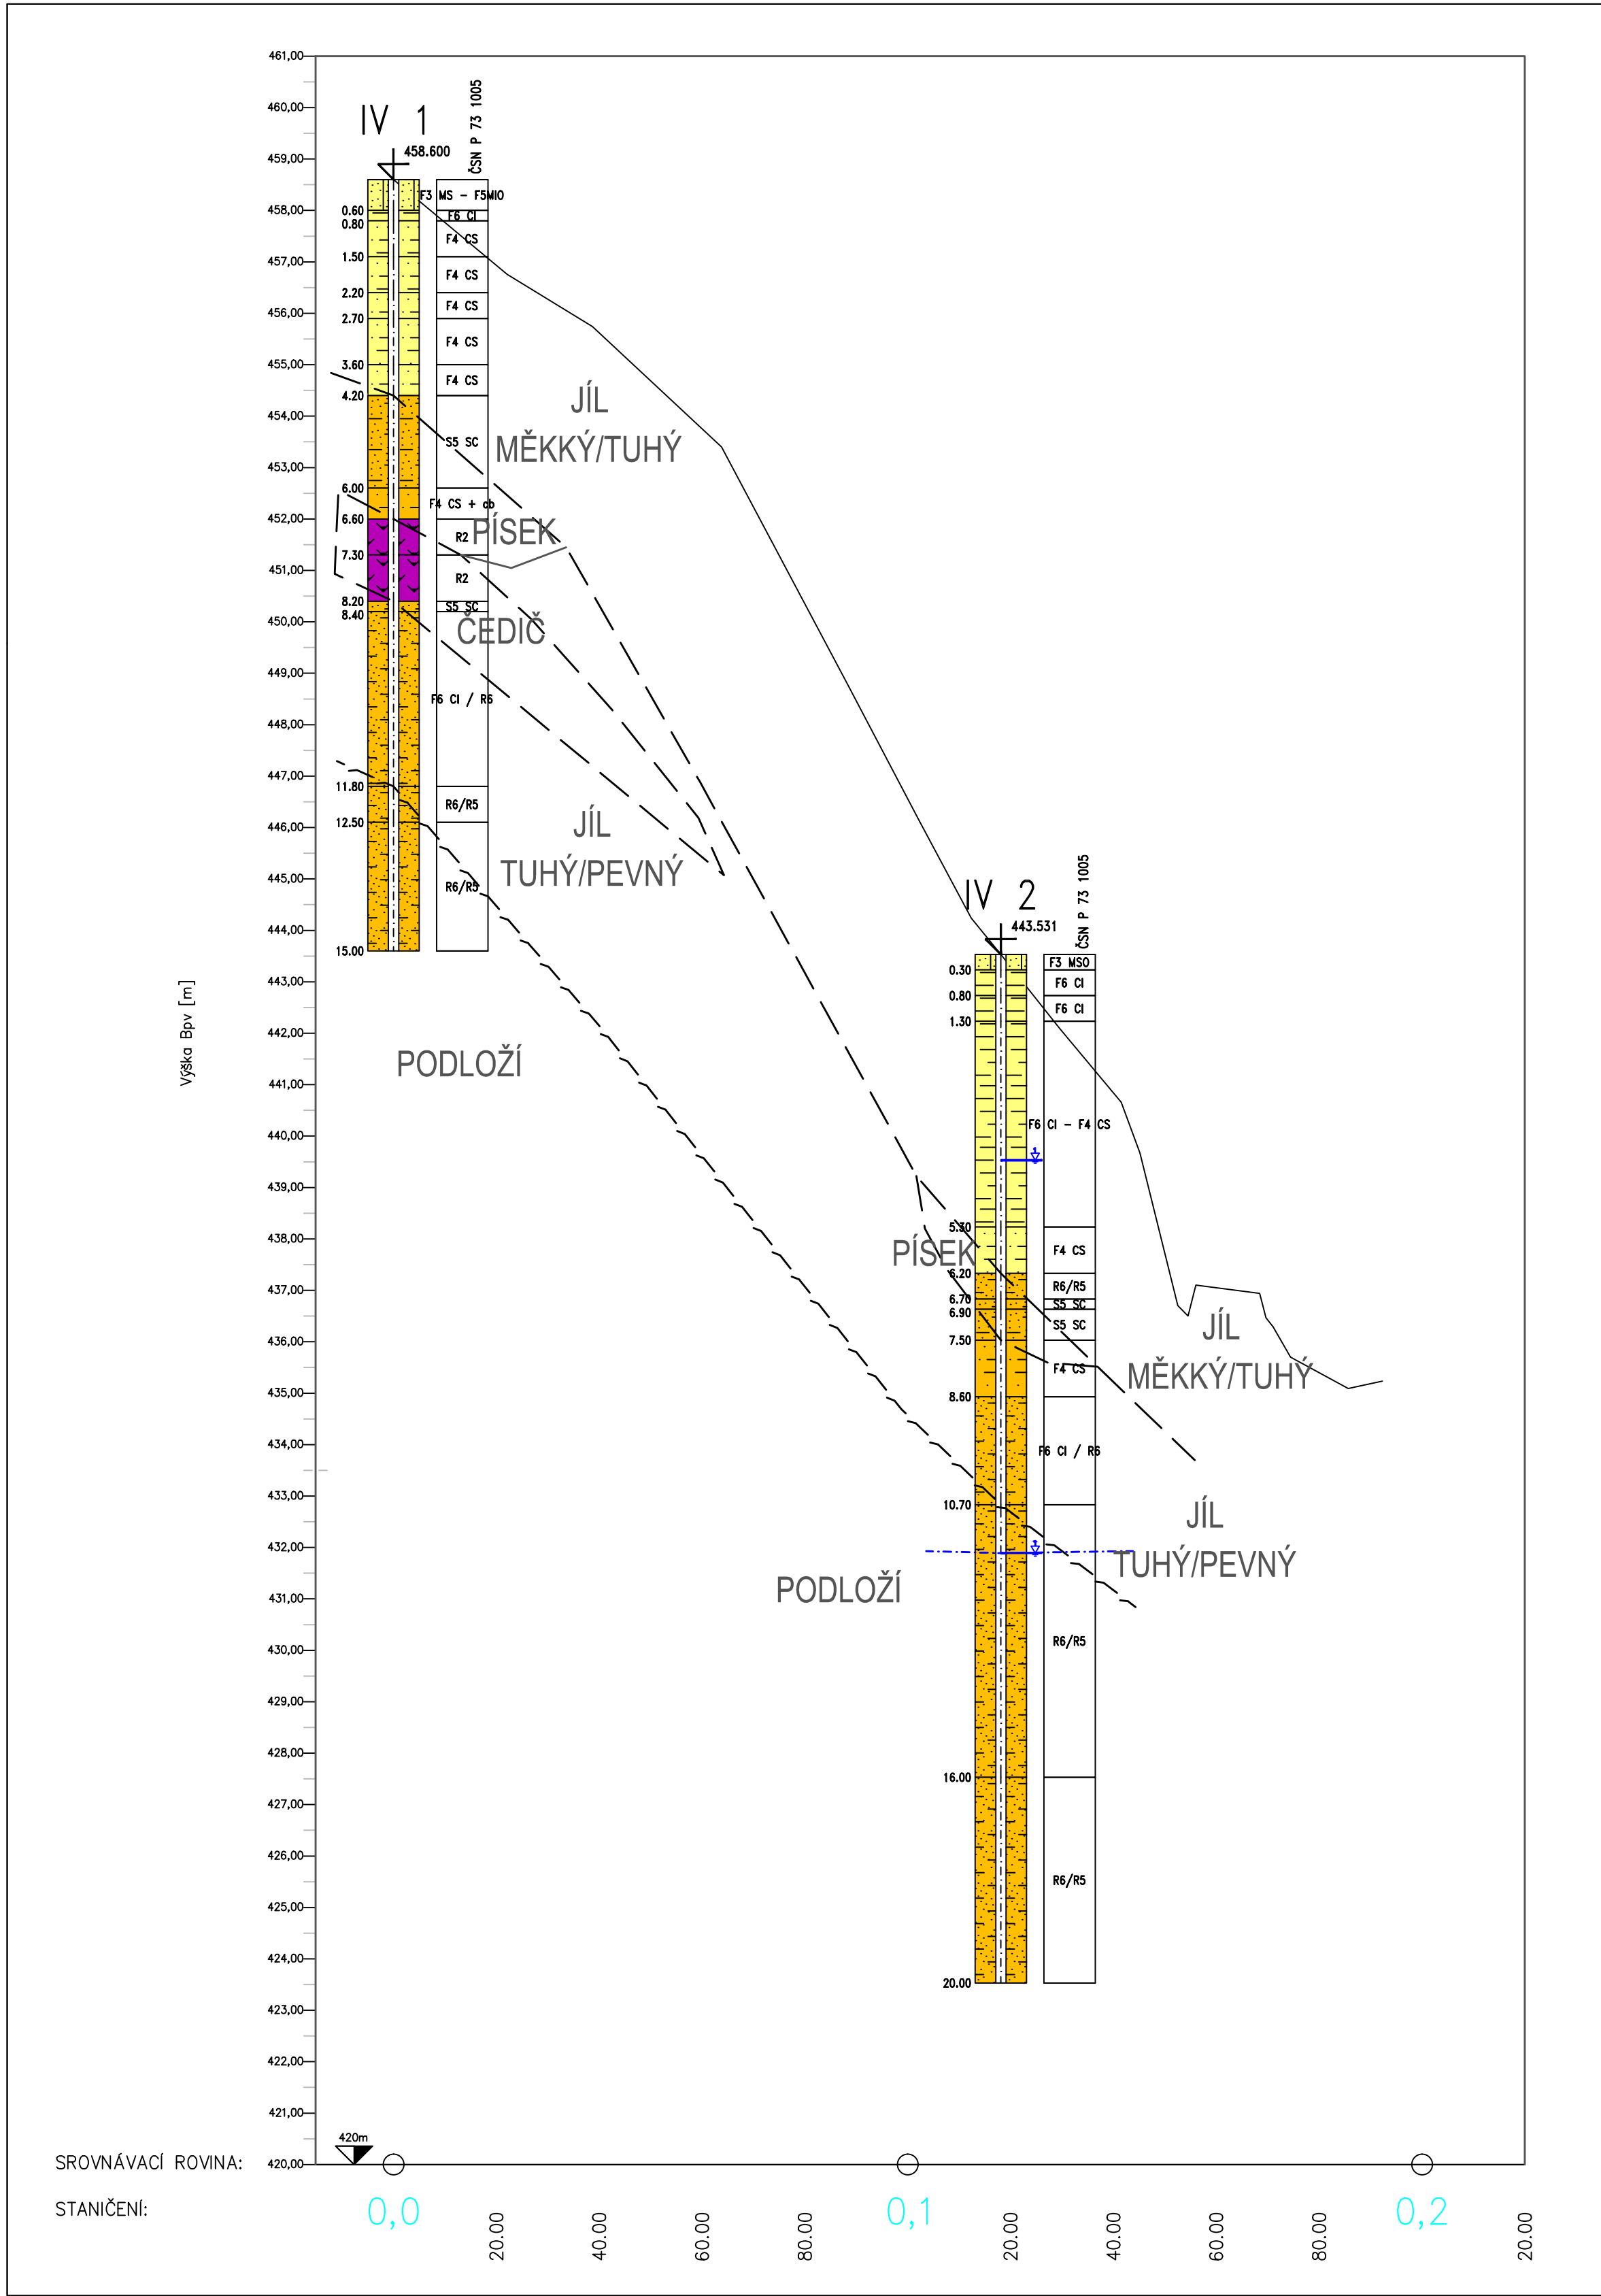 461,00
460,00
459,00
458,00
457,00
456,00
455,00
454,00
453,00
452,00
451,00
450,00
449,00
448,00
447,00
446,00
445,00
444,00
443,00
442,00
441,00
440,00
439,00
438,00
437,00
436,00
435,00
434,00
433,00
432,00
431,00
430,00
429,00
428,00
427,00
426,00
425,00
424,00
423,00
422,00
421,00
420,00
Výška Bpv [m]
IV 1
458.600
ČSN P 73 1005
0.60
0.80
1.50
2.20
2.70
3.60
4.20
6.00
6.60
7.30
8.20
8.40
11.80
12.50
15.00
F3 MS - F5MIO
F6 CI
F4 CS
F4 CS
F4 CS
F4 CS
F4 CS
S5 SC
F4 CS + cb
R2
R2
S5 SC
F6 CI / R6
R6/R5
R6/R5
JÍL
MĚKKÝ/TUHÝ
PÍSEK
ČEDIČ
JÍL
TUHÝ/PEVNÝ
PODLOŽÍ
IV 2
443.531
ČSN P 73 1005
0.30
0.80
1.30
5.30
6.20
6.70
6.90
7.50
8.60
10.70
16.00
20.00
F3 MSO
F6 CI
F6 CI
F6 CI - F4 CS
F4 CS
R6/R5
S5 SC
S5 SC
F4 CS
F6 CI / R6
R6/R5
R6/R5
PÍSEK
JÍL
MĚKKÝ/TUHÝ
JÍL
TUHÝ/PEVNÝ
PODLOŽÍ
420m
SROVNÁVACÍ ROVINA:
STANIČENÍ:
0,0
20.00
40.00
60.00
80.00
0,1
20.00
40.00
60.00
80.00
0,2
20.00